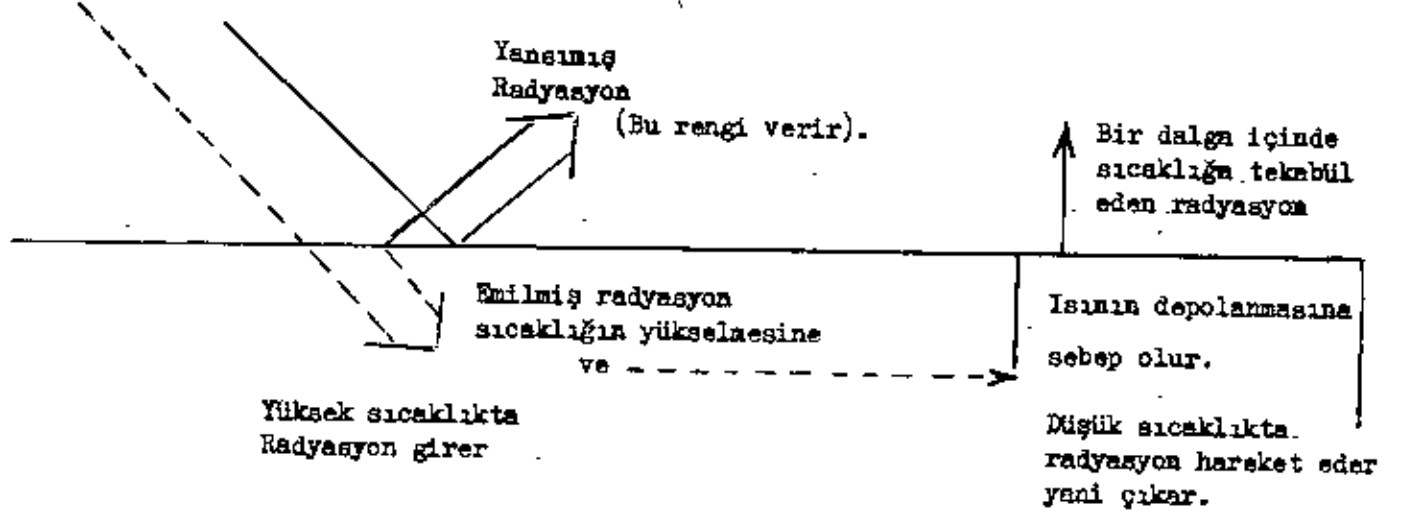 Yansımış
Radyasyon
(Bu rengi verir).
Bir dalga içinde
sıcaklığa tekabül
eden radyasyon
Emilmiş radyasyon
sıcaklığın yükselmesine
ve
Isının depolanmasına
sebep olur.
Yüksek sıcaklıkta
Radyasyon girer
Düşük sıcaklıkta
radyasyon hareket eder
yani çıkar.